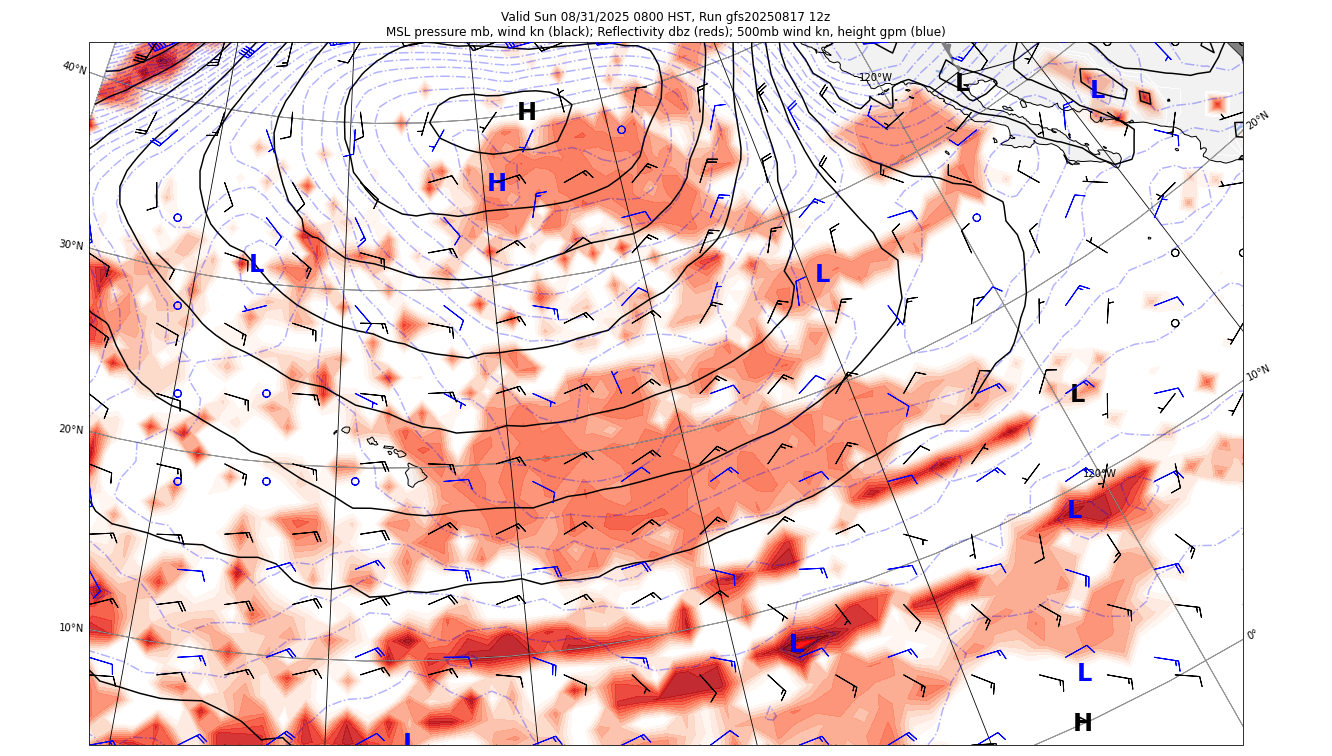 Valid Sun 08/31/2025 0800 HST, Run gfs20250817 12z
MSL pressure mb, wind kn (black); Reflectivity dbz (reds); 500mb wind kn, height gpm (blue)
40°N
120°W
L
L
H
20°N
H
30°N
L
L
10°N
L
20°N
120°W
L
10°N
L
0°
L
H
L